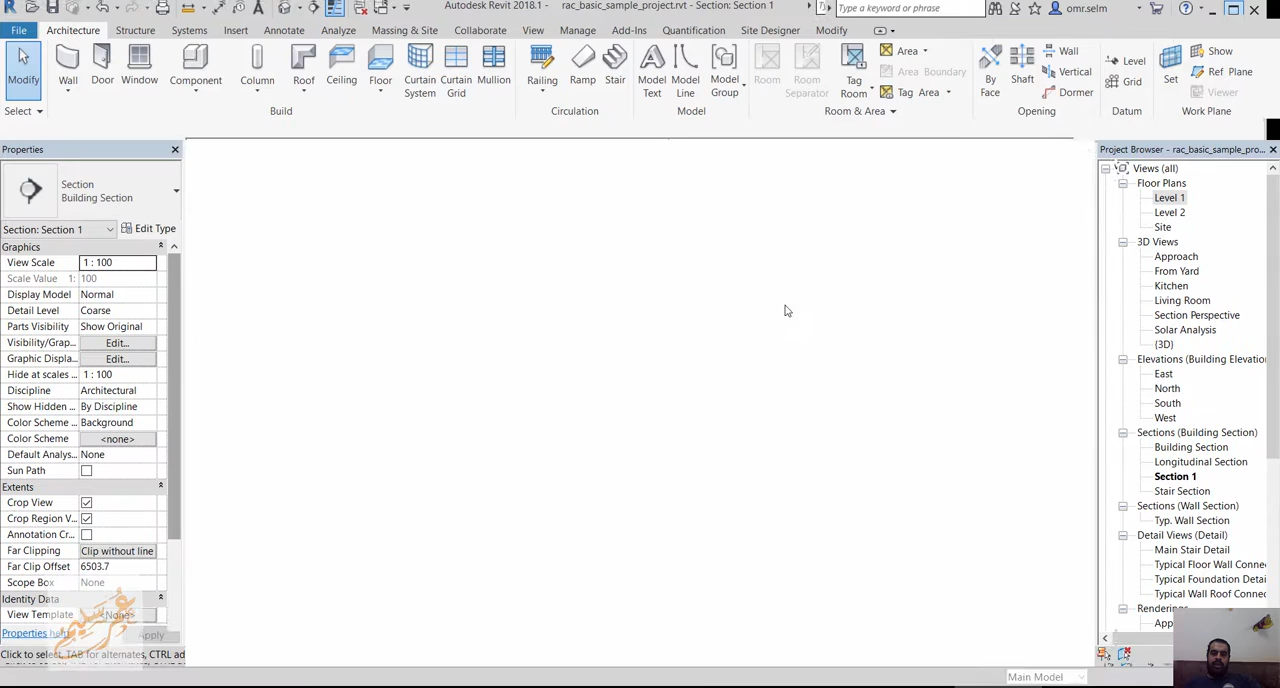 Autodesk Revit 2018.1 - rac_basic_sample_project.rvt - Section: Section 1
Type a keyword or phrase
omr.selm
File Architecture Structure Systems Insert Annotate Analyze Massing & Site Collaborate View Manage Add-Ins Quantification Site Designer Modify
Modify
Wall
Door
Window
Component
Column
Roof
Ceiling
Floor
Curtain System
Curtain Grid
Mullion
Railing
Ramp
Stair
Model Text
Model Line
Model Group
Room
Room Separator
Tag Room
Area
Area Boundary
Tag Area
By Face
Shaft
Wall
Vertical
Dormer
Level
Grid
Set
Show
Ref Plane
Viewer
Select
Build
Circulation
Model
Room & Area
Opening
Datum
Work Plane
Properties
Section
Building Section
Section: Section 1
Edit Type
Graphics
View Scale 1 : 100
Scale Value 1: 100
Display Model Normal
Detail Level Coarse
Parts Visibility Show Original
Visibility/Grap... Edit...
Graphic Displa... Edit...
Hide at scales ... 1 : 100
Discipline Architectural
Show Hidden ... By Discipline
Color Scheme ... Background
Color Scheme <none>
Default Analys... None
Sun Path
Extents
Crop View
Crop Region V...
Annotation Cr...
Far Clipping Clip without line
Far Clip Offset 6503.7
Scope Box None
Identity Data
View Template <None>
Properties help Apply
Click to select, TAB for alternates, CTRL ad
Main Model
Project Browser - rac_basic_sample_pro...
Views (all)
Floor Plans
Level 1
Level 2
Site
3D Views
Approach
From Yard
Kitchen
Living Room
Section Perspective
Solar Analysis
{3D}
Elevations (Building Elevatio
East
North
South
West
Sections (Building Section)
Building Section
Longitudinal Section
Section 1
Stair Section
Sections (Wall Section)
Typ. Wall Section
Detail Views (Detail)
Main Stair Detail
Typical Floor Wall Conne
Typical Foundation Detai
Typical Wall Roof Connec
Renderings
App